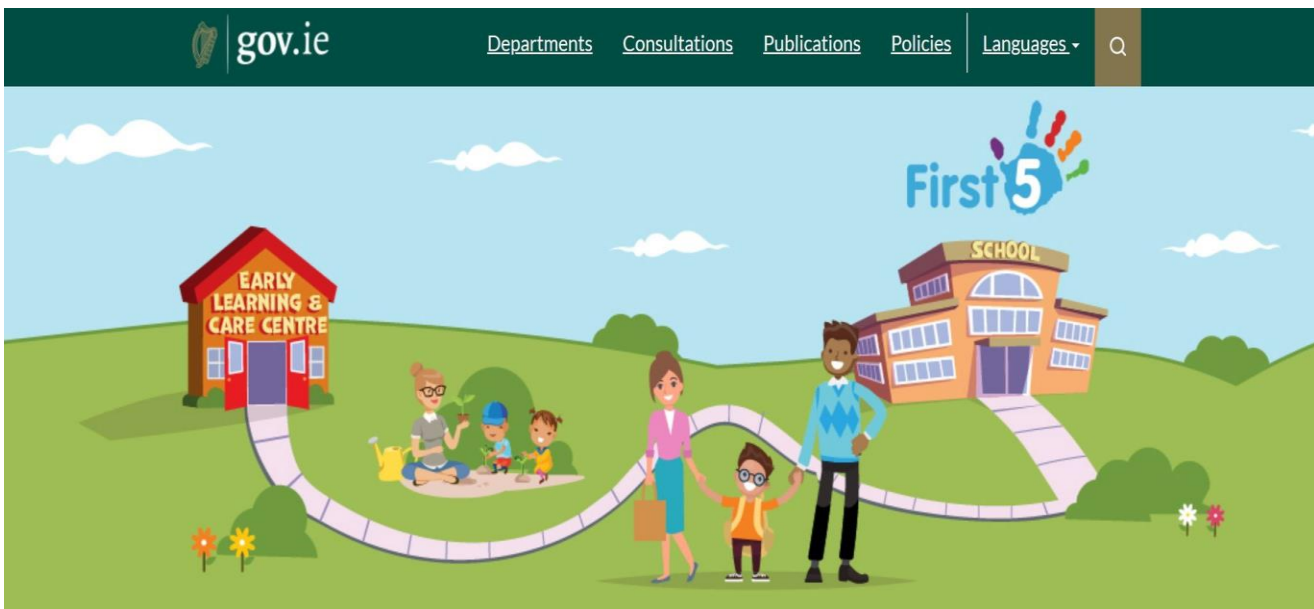 gov.ie
Departments Consultations Publications Policies Languages
First 5
EARLY
LEARNING &
CARE CENTRE
SCHOOL